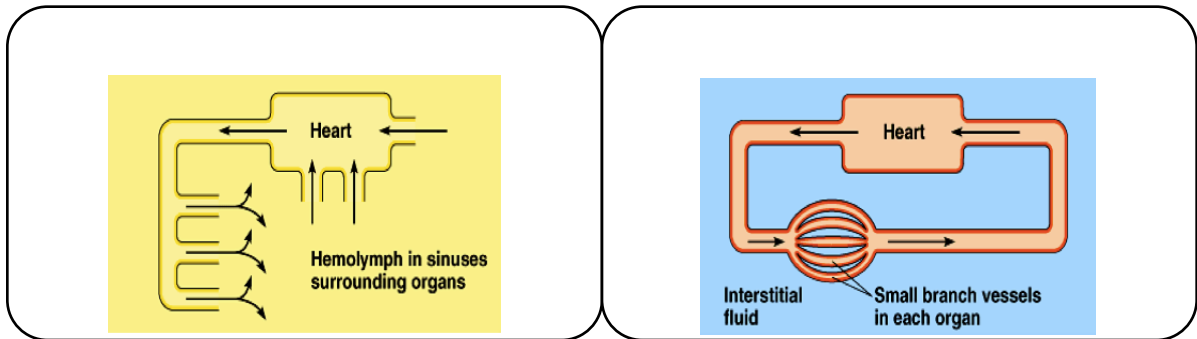 Heart
Hemolymph in sinuses
surrounding organs
Heart
Interstitial
fluid
Small branch vessels
in each organ